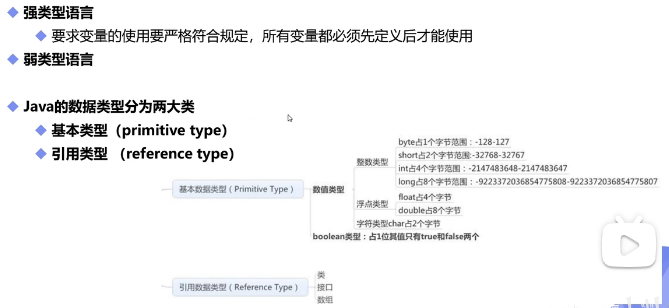 强类型语言
要求变量的使用要严格符合规定，所有变量都必须先定义后才能使用
弱类型语言
Java的数据类型分为两大类
基本类型（primitive type）
引用类型 （reference type）
基本数据类型 ( Primitive Type )
数值类型
整数类型
byte占1个字节范围：-128-127
short占2个字节范围:-32768-32767
int占4个字节范围：-2147483648-2147483647
long占8个字节范围：-9223372036854775808-9223372036854775807
浮点类型
float占4个字节
double占8个字节
字符类型char占2个字节
boolean类型：占1位其值只有true和false两个
引用数据类型 ( Reference Type )
类
接口
数组